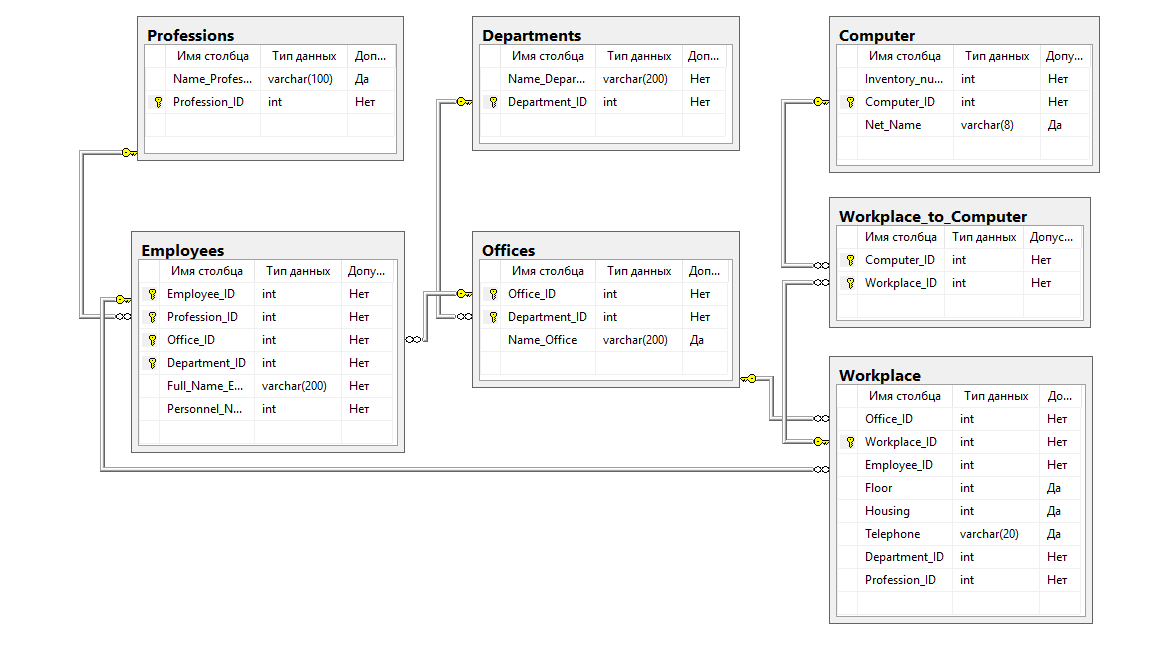 Professions
Имя столбца Тип данных Доп...
Name_Profes... varchar(100) Да
Profession_ID int Нет
Departments
Имя столбца Тип данных Доп...
Name_Depar... varchar(200) Нет
Department_ID int Нет
Computer
Имя столбца Тип данных Допу...
Inventory_nu... int Нет
Computer_ID int Нет
Net_Name varchar(8) Да
Workplace_to_Computer
Имя столбца Тип данных Допус...
Computer_ID int Нет
Workplace_ID int Нет
Employees
Имя столбца Тип данных Допу...
Employee_ID int Нет
Profession_ID int Нет
Office_ID int Нет
Department_ID int Нет
Full_Name_E... varchar(200) Нет
Personnel_N... int Нет
Offices
Имя столбца Тип данных Доп...
Office_ID int Нет
Department_ID int Нет
Name_Office varchar(200) Да
Workplace
Имя столбца Тип данных До...
Office_ID int Нет
Workplace_ID int Нет
Employee_ID int Нет
Floor int Да
Housing int Да
Telephone varchar(20) Да
Department_ID int Нет
Profession_ID int Нет